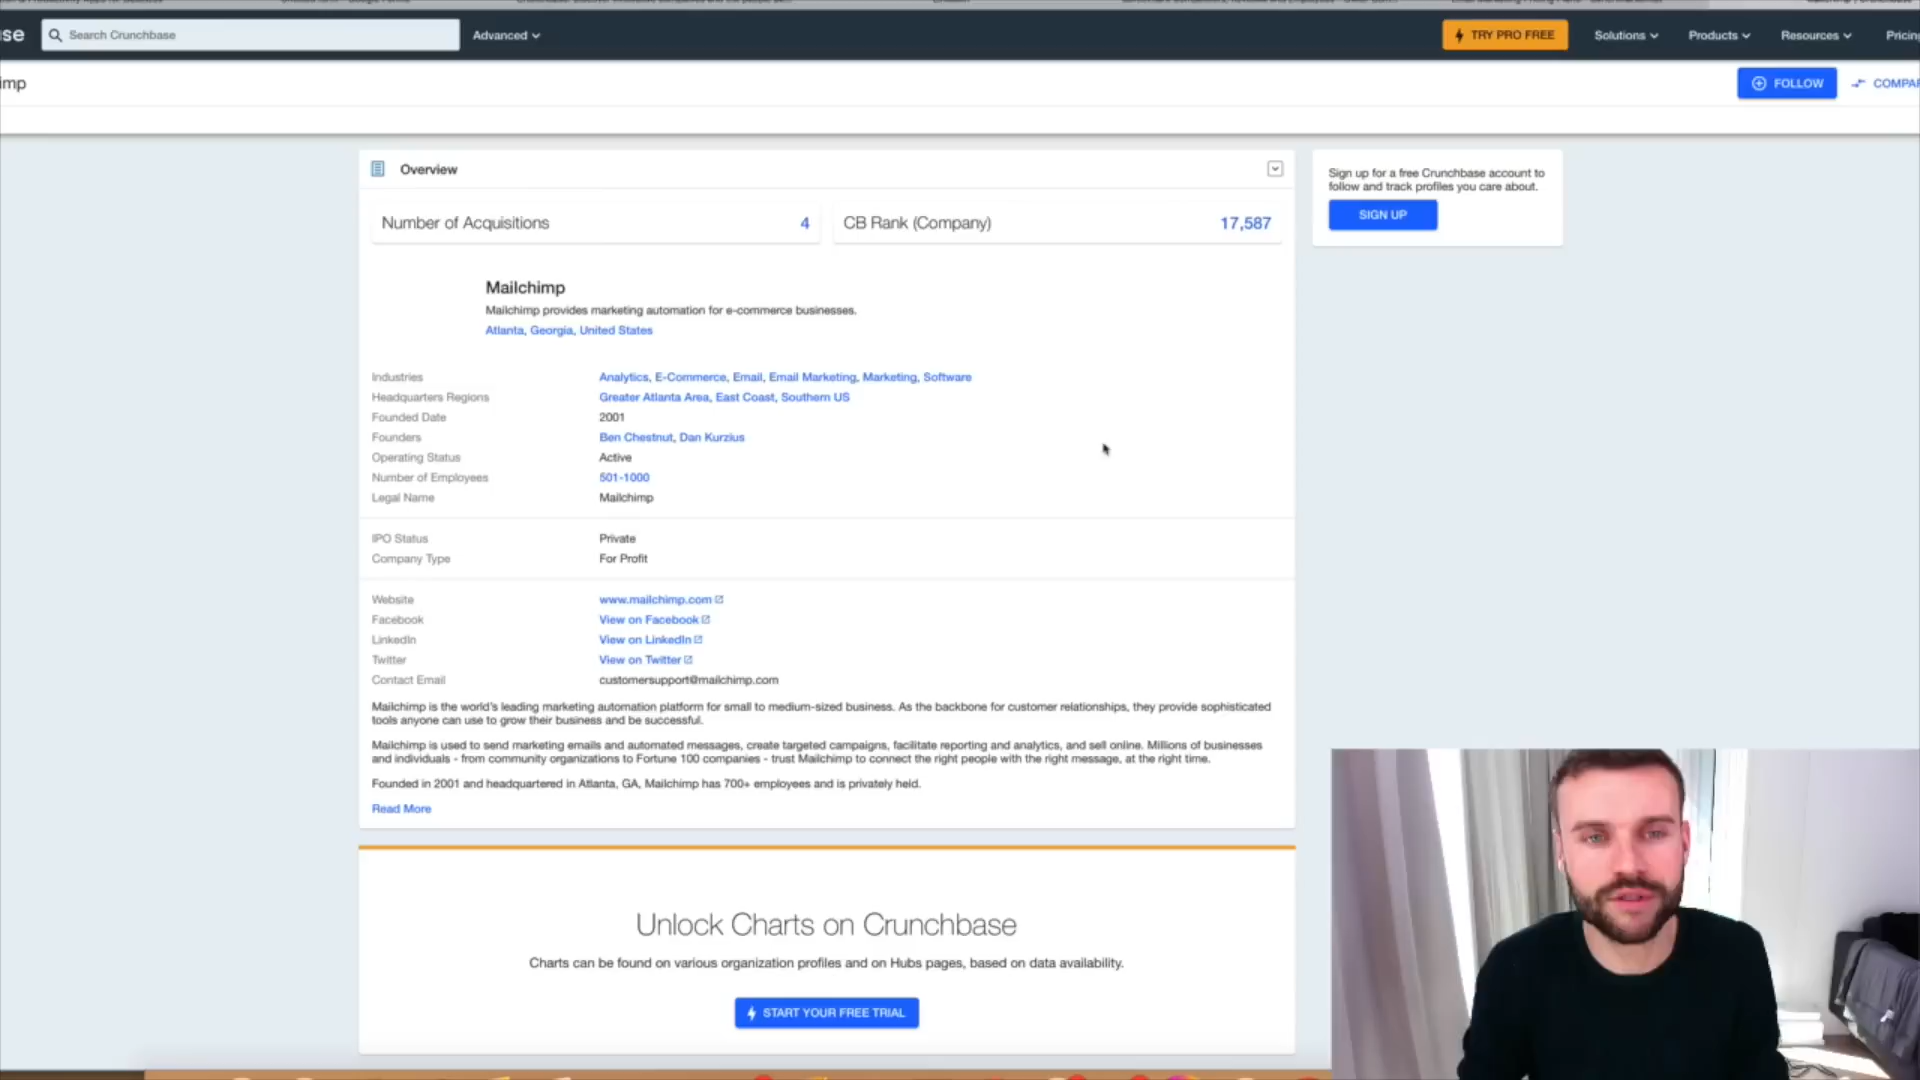 se
Search Crunchbase
Advanced
TRY PRO FREE
Solutions
Products
Resources
Pricing
imp
FOLLOW
COMPAR
Overview
Number of Acquisitions 4
CB Rank (Company) 17,587
Sign up for a free Crunchbase account to
follow and track profiles you care about.
SIGN UP
Mailchimp
Mailchimp provides marketing automation for e-commerce businesses.
Atlanta, Georgia, United States
Industries Analytics, E-Commerce, Email, Email Marketing, Marketing, Software
Headquarters Regions Greater Atlanta Area, East Coast, Southern US
Founded Date 2001
Founders Ben Chestnut, Dan Kurzius
Operating Status Active
Number of Employees 501-1000
Legal Name Mailchimp
IPO Status Private
Company Type For Profit
Website www.mailchimp.com
Facebook View on Facebook
LinkedIn View on LinkedIn
Twitter View on Twitter
Contact Email customersupport@mailchimp.com
Mailchimp is the world's leading marketing automation platform for small to medium-sized business. As the backbone for customer relationships, they provide sophisticated
tools anyone can use to grow their business and be successful.
Mailchimp is used to send marketing emails and automated messages, create targeted campaigns, facilitate reporting and analytics, and sell online. Millions of businesses
and individuals - from community organizations to Fortune 100 companies - trust Mailchimp to connect the right people with the right message, at the right time.
Founded in 2001 and headquartered in Atlanta, GA, Mailchimp has 700+ employees and is privately held.
Read More
Unlock Charts on Crunchbase
Charts can be found on various organization profiles and on Hubs pages, based on data availability.
START YOUR FREE TRIAL